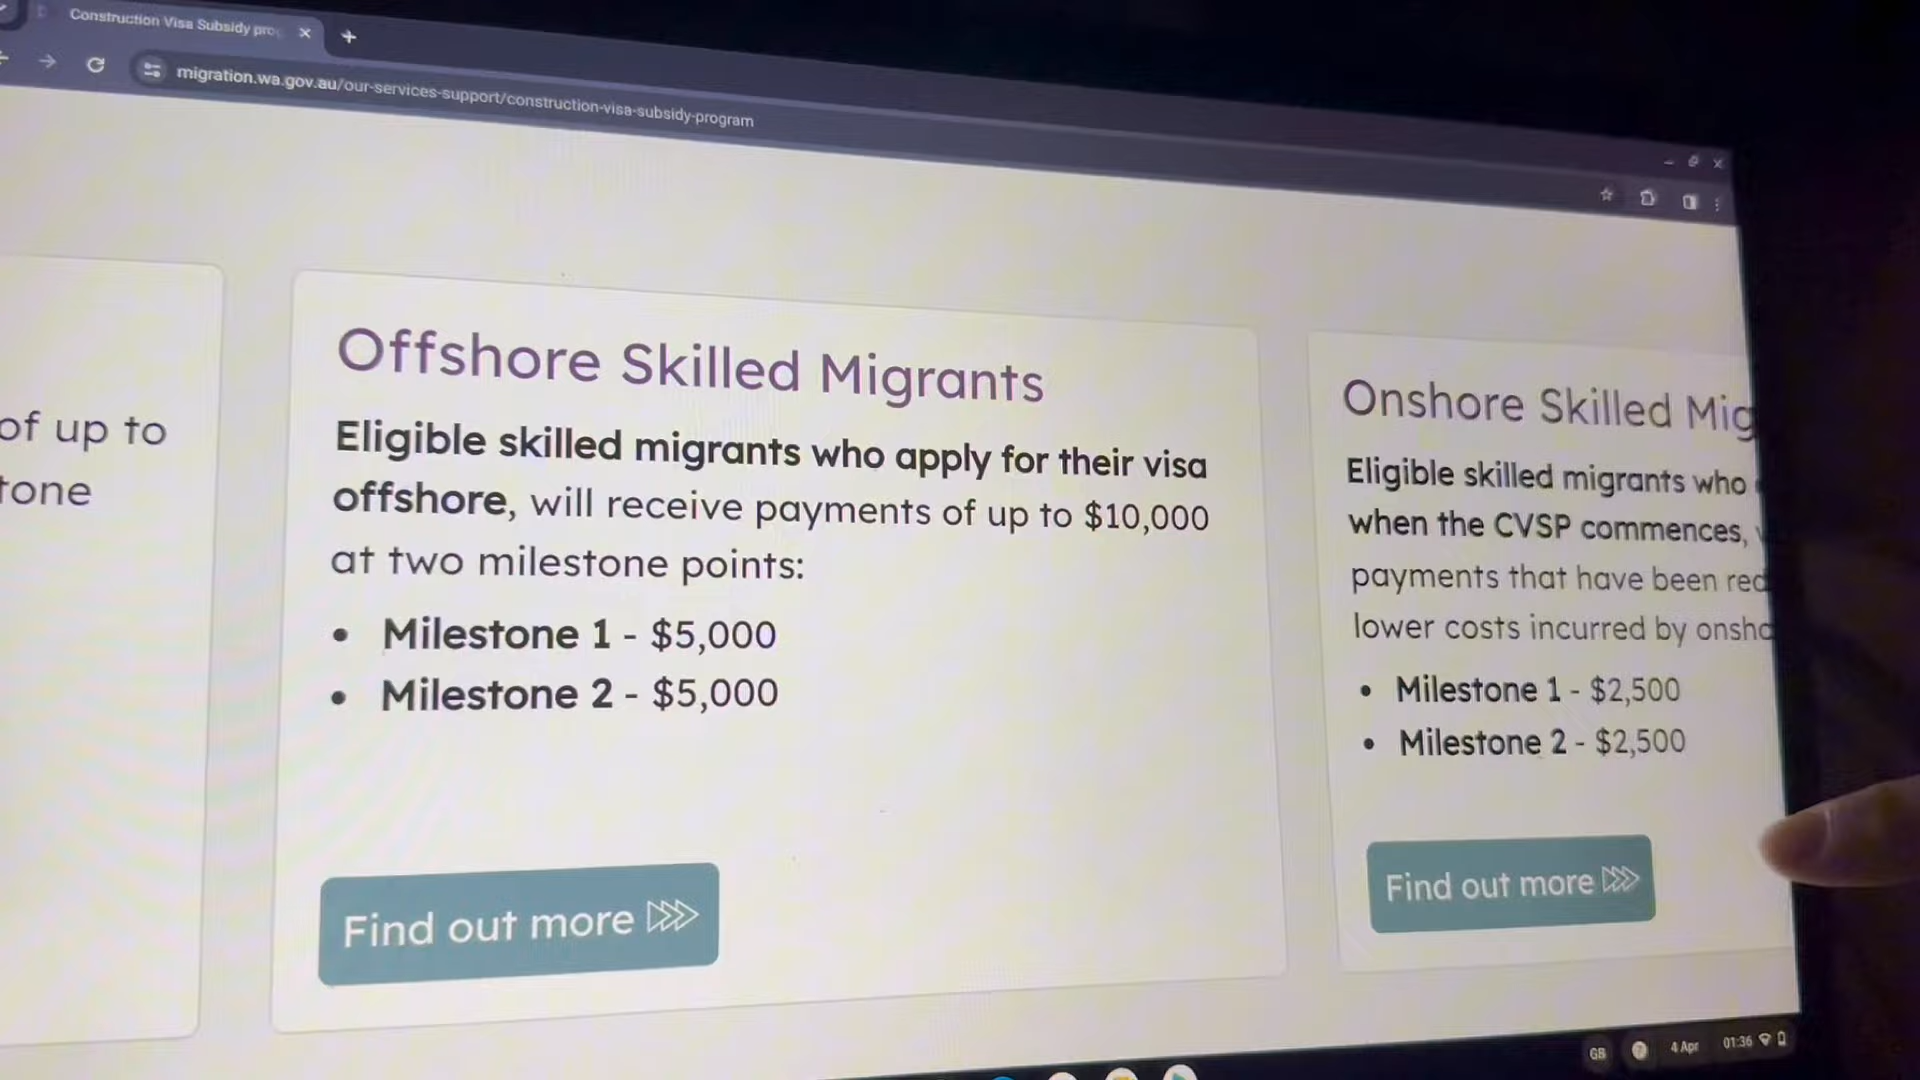 Construction Visa Subsidy pro
migration.wa.gov.au/our-services-support/construction-visa-subsidy-program
of up to
tone
Offshore Skilled Migrants
Eligible skilled migrants who apply for their visa
offshore, will receive payments of up to $10,000
at two milestone points:
• Milestone 1 - $5,000
• Milestone 2 - $5,000
Find out more
Onshore Skilled Mig
Eligible skilled migrants who
when the CVSP commences,
payments that have been red
lower costs incurred by onsho
• Milestone 1 - $2,500
• Milestone 2 - $2,500
Find out more
GB
4 Apr
01:36